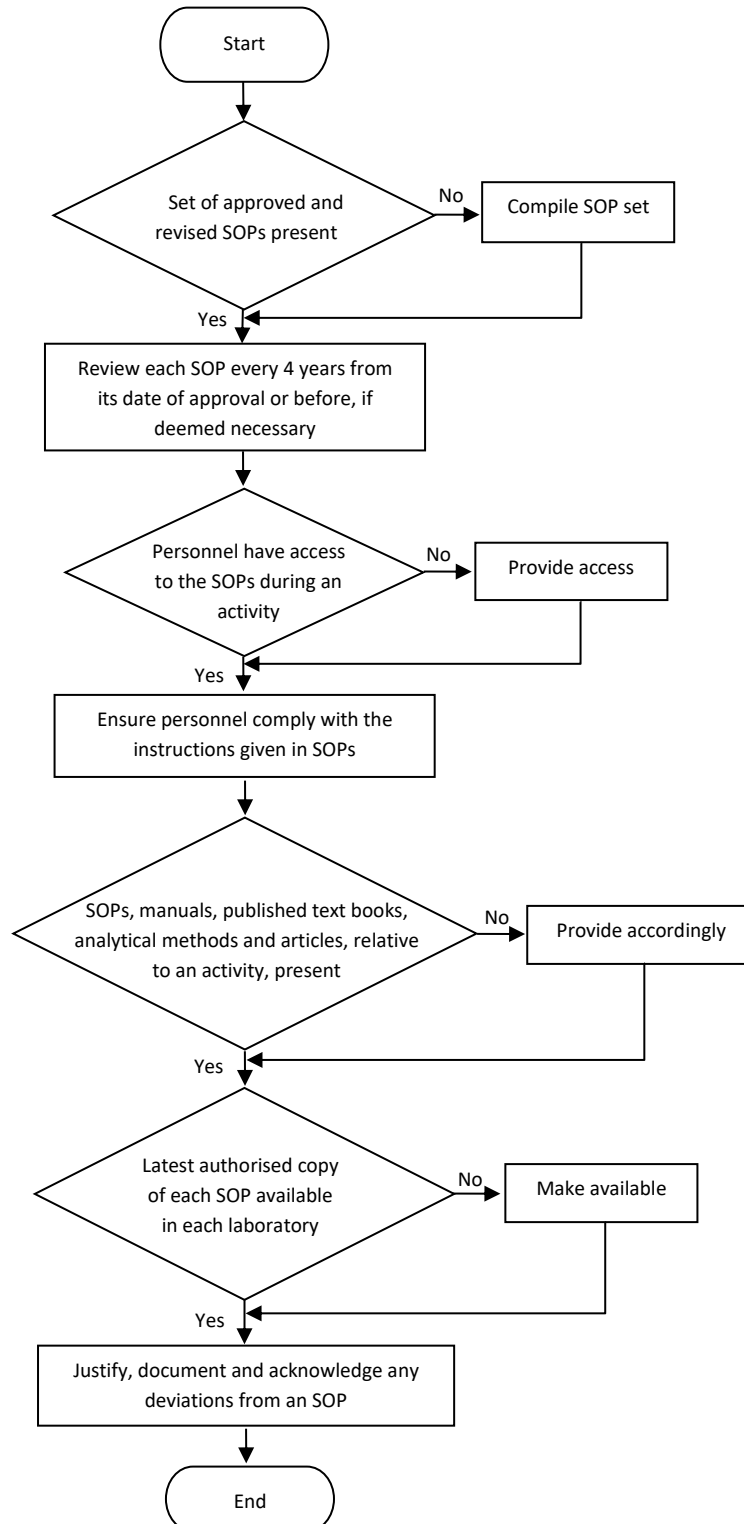 Start
Set of approved and
revised SOPs present
No
Compile SOP set
Yes
Review each SOP every 4 years from
its date of approval or before, if
deemed necessary
Personnel have access
to the SOPs during an
activity
No
Provide access
Yes
Ensure personnel comply with the
instructions given in SOPs
SOPs, manuals, published text books,
analytical methods and articles, relative
to an activity, present
No
Provide accordingly
Yes
Latest authorised copy
of each SOP available
in each laboratory
No
Make available
Yes
Justify, document and acknowledge any
deviations from an SOP
End